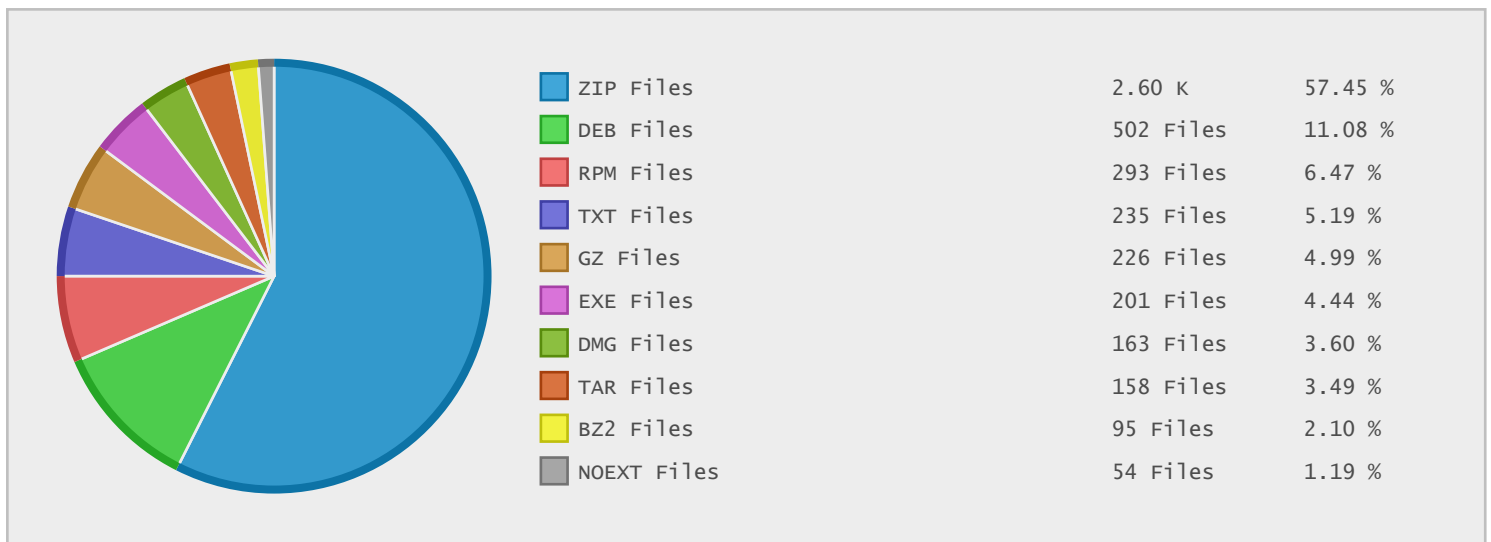 ZIP Files 2.60 K 57.45 %
DEB Files 502 Files 11.08 %
RPM Files 293 Files 6.47 %
TXT Files 235 Files 5.19 %
GZ Files 226 Files 4.99 %
EXE Files 201 Files 4.44 %
DMG Files 163 Files 3.60 %
TAR Files 158 Files 3.49 %
BZ2 Files 95 Files 2.10 %
NOEXT Files 54 Files 1.19 %